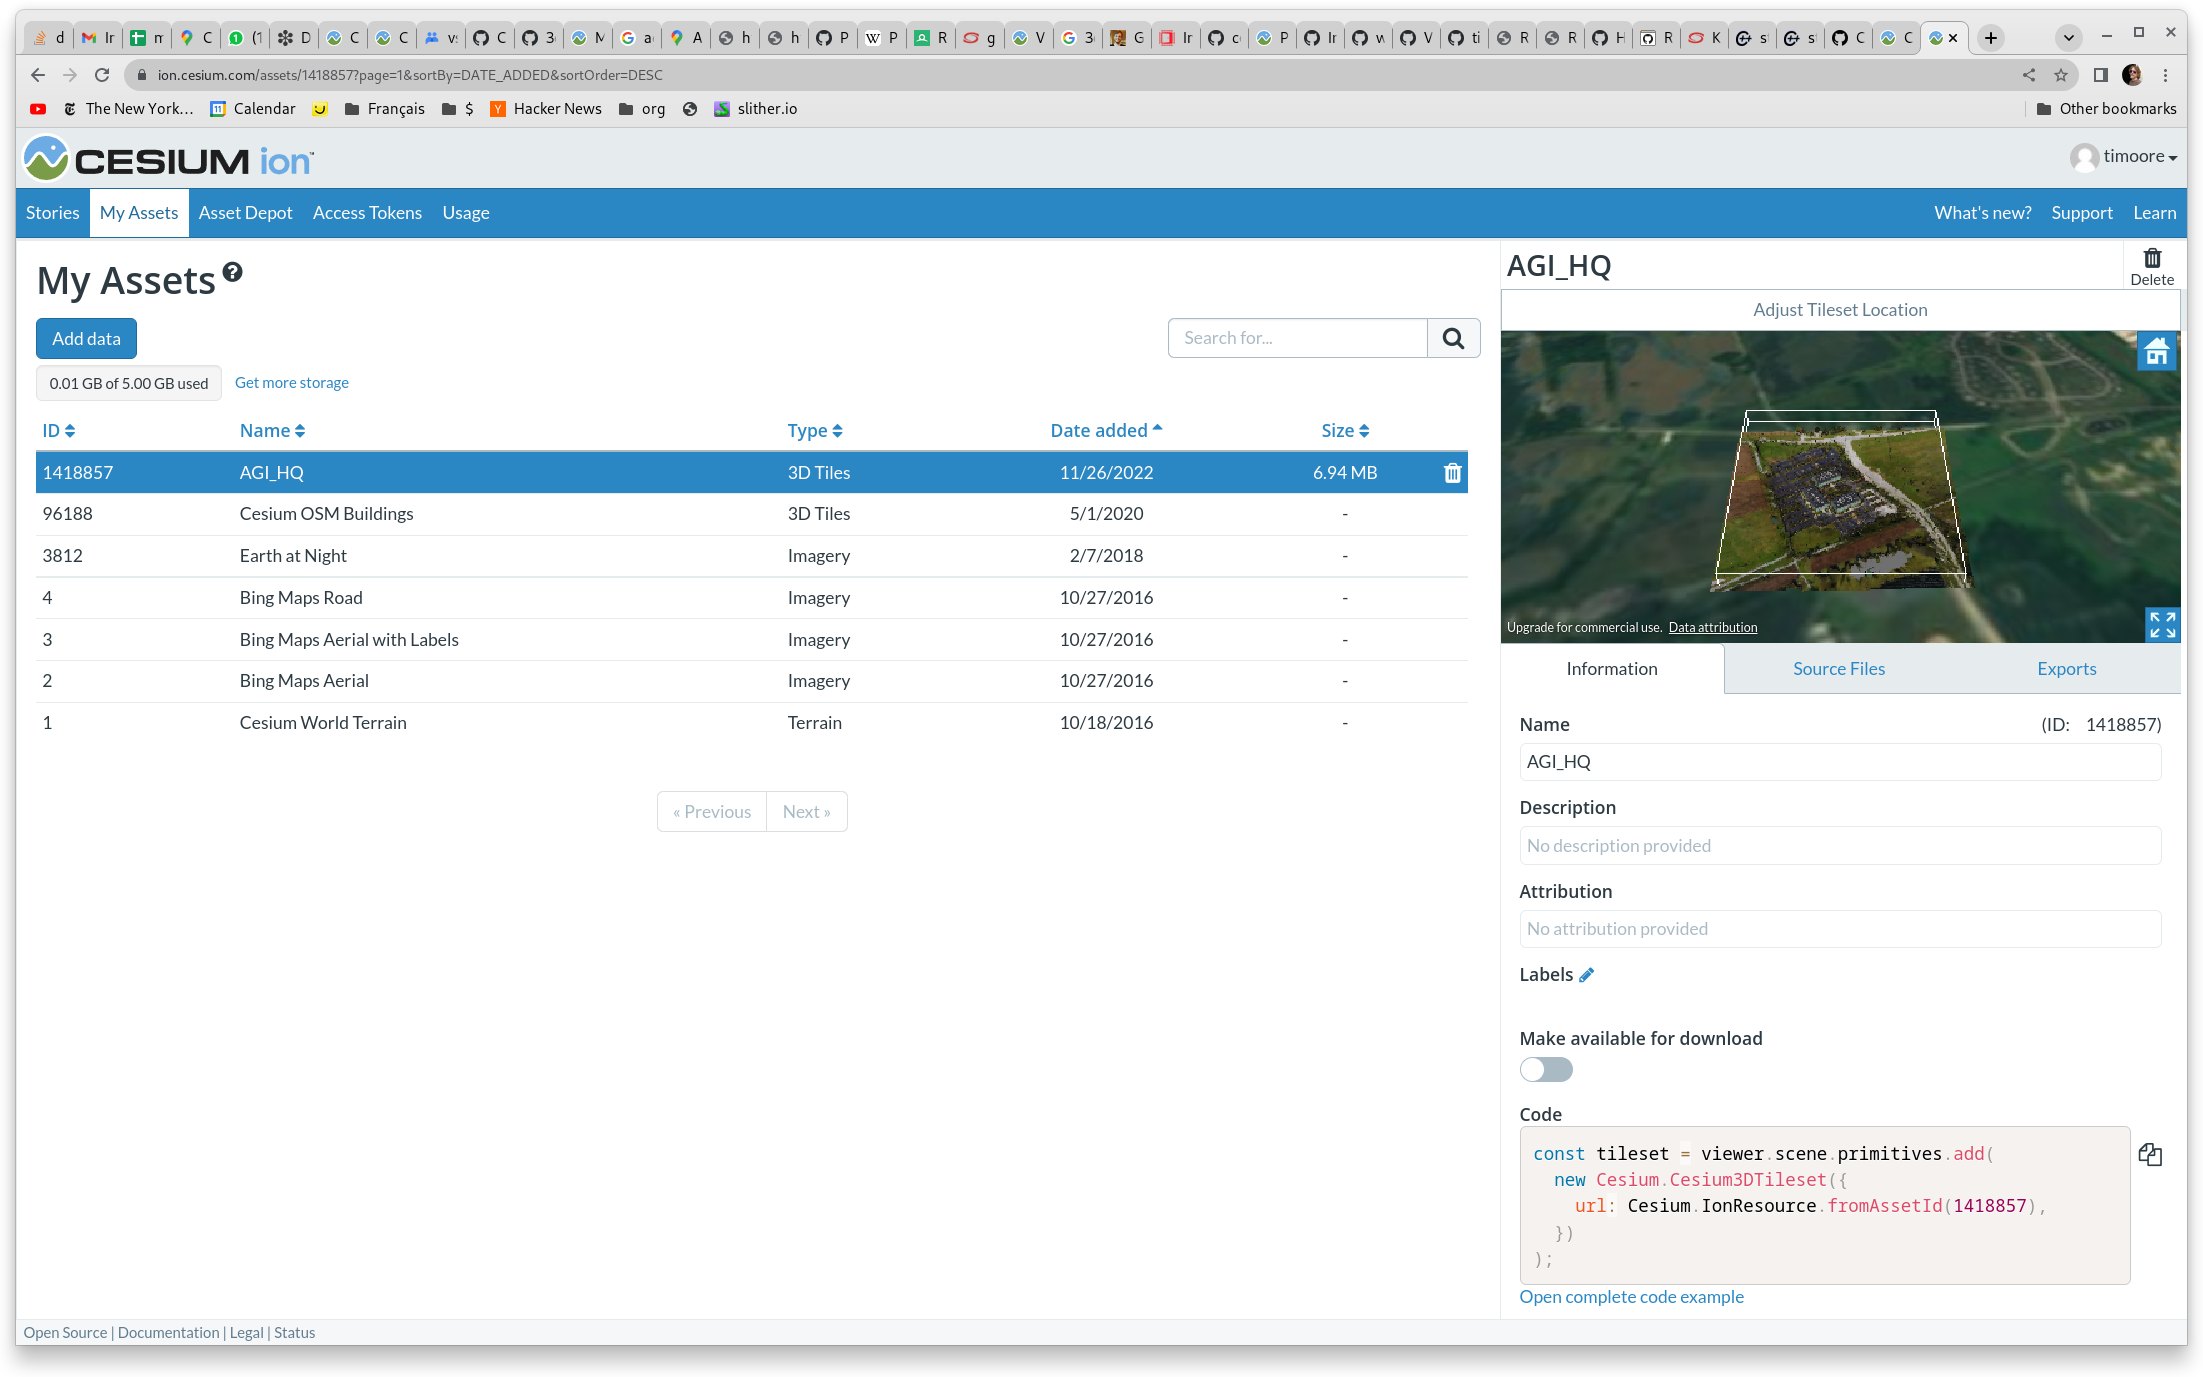 d Ir m C (1 D C C v: C 3 M a A h h P P R g V 3 G Ir c P Ir w V ti R R H R K s s C C
ion.cesium.com/assets/1418857?page=1&sortBy=DATE_ADDED&sortOrder=DESC
The New York... Calendar Français $ Hacker News org slither.io Other bookmarks
CESIUM ion™
timoore
Stories My Assets Asset Depot Access Tokens Usage What's new? Support Learn
My Assets
Add data
Search for...
0.01 GB of 5.00 GB used Get more storage
ID Name Type Date added Size
1418857 AGI_HQ 3D Tiles 11/26/2022 6.94 MB
96188 Cesium OSM Buildings 3D Tiles 5/1/2020 -
3812 Earth at Night Imagery 2/7/2018 -
4 Bing Maps Road Imagery 10/27/2016 -
3 Bing Maps Aerial with Labels Imagery 10/27/2016 -
2 Bing Maps Aerial Imagery 10/27/2016 -
1 Cesium World Terrain Terrain 10/18/2016 -
« Previous Next »
AGI_HQ
Delete
Adjust Tileset Location
Upgrade for commercial use. Data attribution
Information Source Files Exports
Name (ID: 1418857)
AGI_HQ
Description
No description provided
Attribution
No attribution provided
Labels
Make available for download
Code
const tileset = viewer.scene.primitives.add(
new Cesium.Cesium3DTileset({
url: Cesium.IonResource.fromAssetId(1418857),
})
);
Open complete code example
Open Source | Documentation | Legal | Status